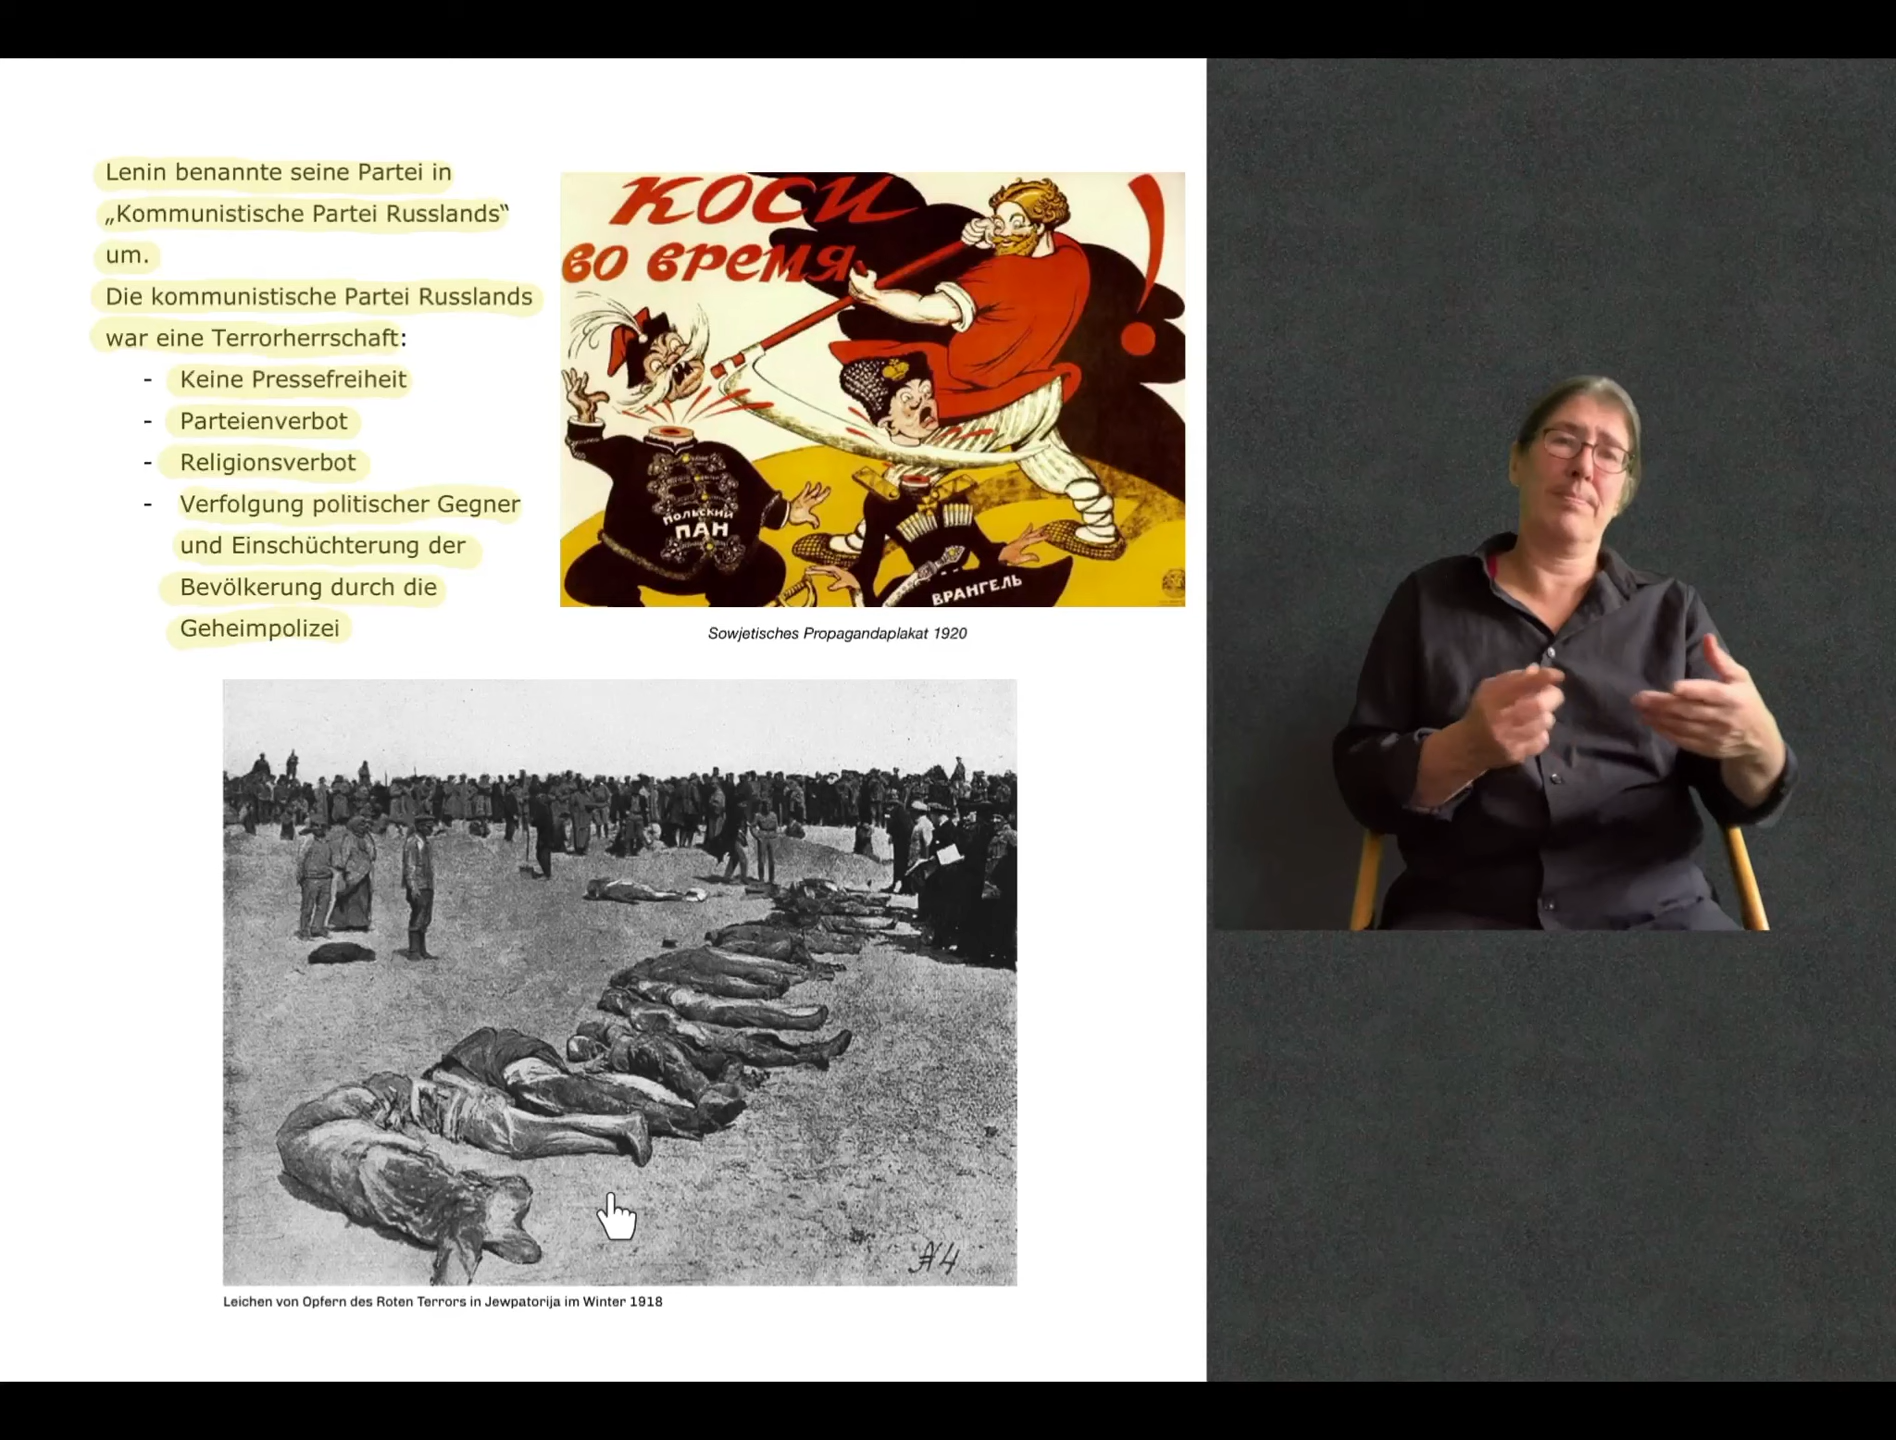 Lenin benannte seine Partei in
„Kommunistische Partei Russlands“
um.
Die kommunistische Partei Russlands
war eine Terrorherrschaft:
- Keine Pressefreiheit
- Parteienverbot
- Religionsverbot
- Verfolgung politischer Gegner
und Einschüchterung der
Bevölkerung durch die
Geheimpolizei
КОСИ
ВО ВРЕМЯ!
ПОЛЬСКИЙ
ПАН
ВРАНГЕЛЬ
Sowjetisches Propagandaplakat 1920
Leichen von Opfern des Roten Terrors in Jewpatorija im Winter 1918